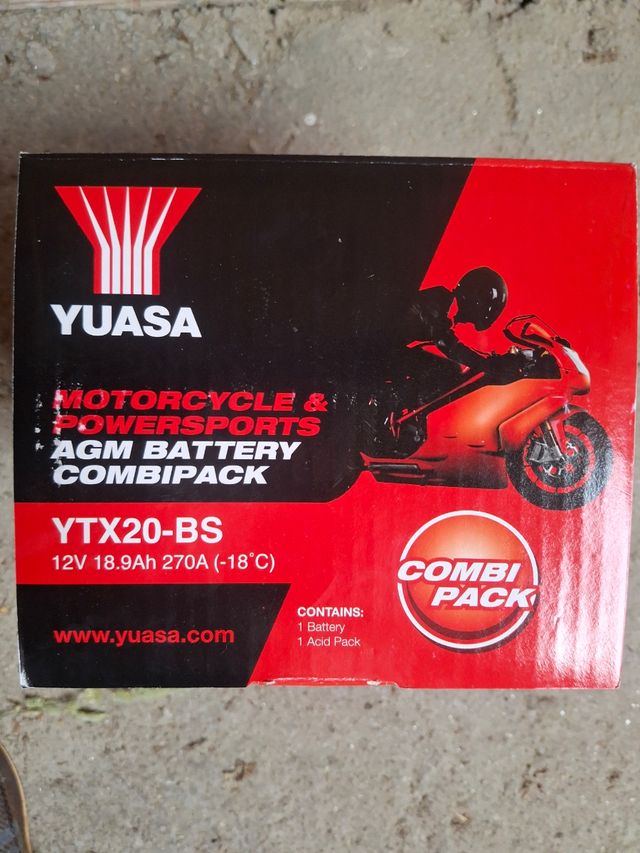 YUASA
MOTORCYCLE &
POWERSPORTS
AGM BATTERY
COMBIPACK
YTX20-BS
12V 18.9Ah 270A (-18˚C)
www.yuasa.com
CONTAINS:
1 Battery
1 Acid Pack
COMBI
PACK